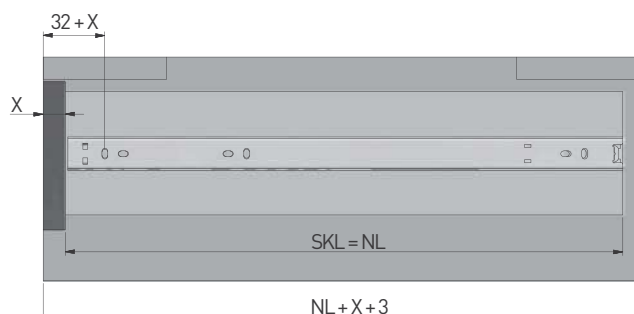 32 + X
X
SKL = NL
NL + X + 3